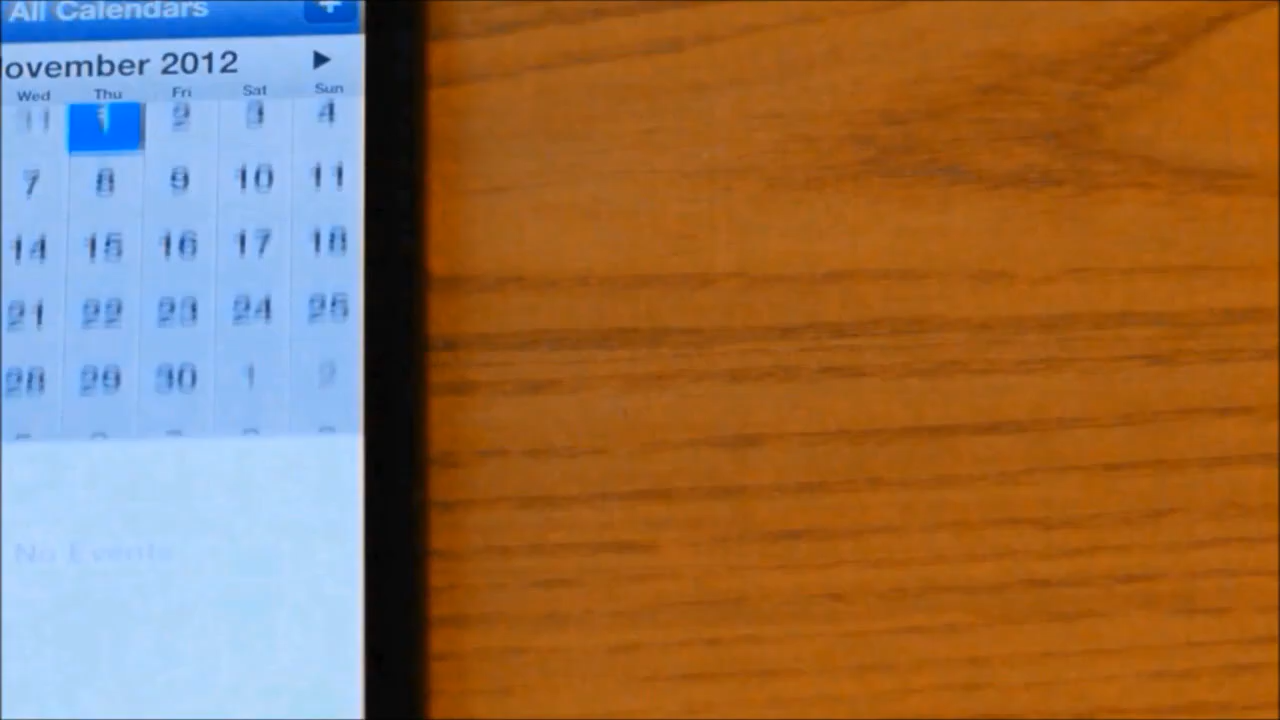 All Calendars +
ovember 2012
Wed Thu Fri Sat Sun
1 2 3 4
7 8 9 10 11
14 15 16 17 18
21 22 23 24 25
28 29 30 1 2
No Events